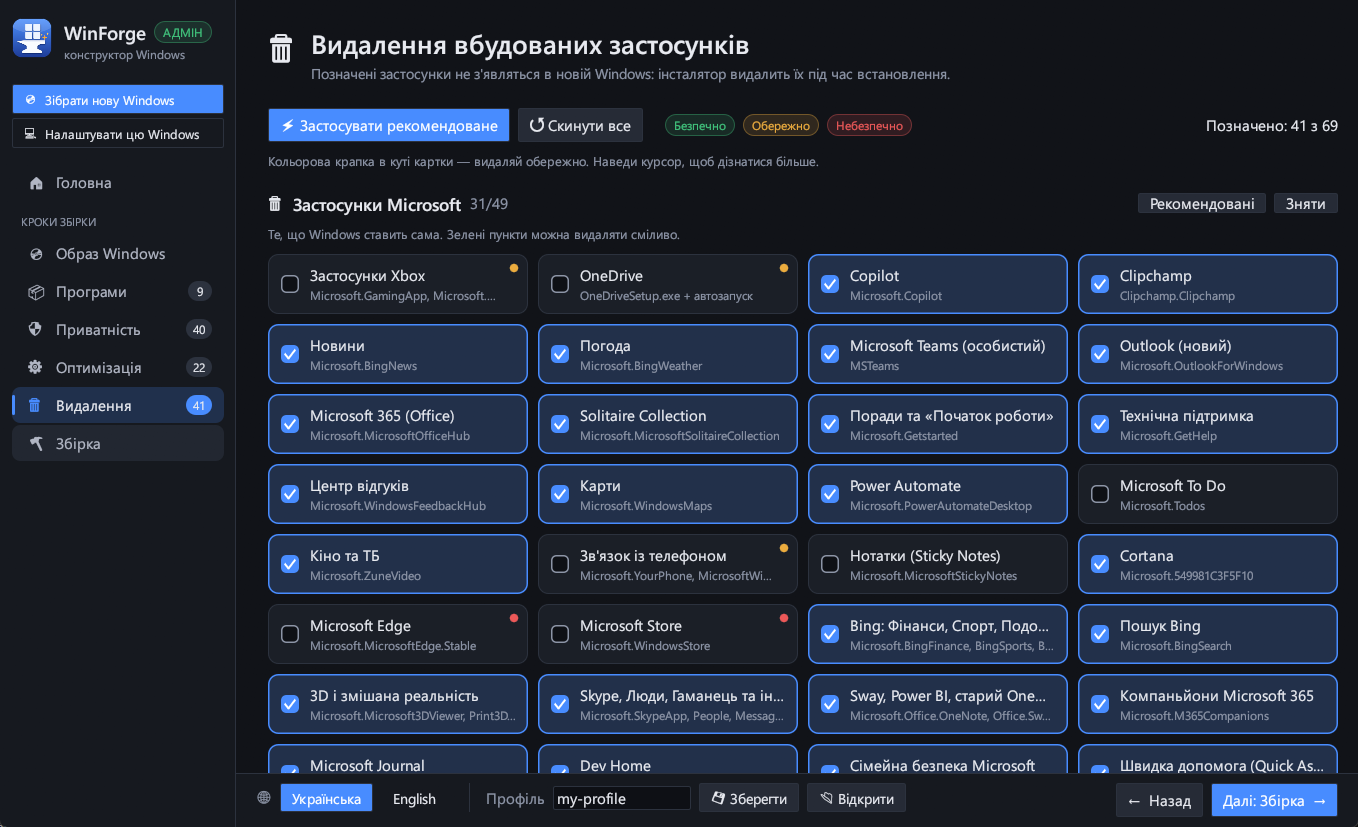 WinForge АДМІН
конструктор Windows
Зібрати нову Windows
Налаштувати цю Windows
Головна
КРОКИ ЗБІРКИ
Образ Windows
Програми 9
Приватність 40
Оптимізація 22
Видалення 41
Збірка
Видалення вбудованих застосунків
Позначені застосунки не з'являться в новій Windows: інсталятор видалить їх під час встановлення.
Застосувати рекомендоване Скинути все Безпечно Обережно Небезпечно Позначено: 41 з 69
Кольорова крапка в куті картки — видаляй обережно. Наведи курсор, щоб дізнатися більше.
Застосунки Microsoft 31/49 Рекомендовані Зняти
Те, що Windows ставить сама. Зелені пункти можна видаляти сміливо.
Застосунки Xbox
Microsoft.GamingApp, Microsoft....
OneDrive
OneDriveSetup.exe + автозапуск
Copilot
Microsoft.Copilot
Clipchamp
Clipchamp.Clipchamp
Новини
Microsoft.BingNews
Погода
Microsoft.BingWeather
Microsoft Teams (особистий)
MSTeams
Outlook (новий)
Microsoft.OutlookForWindows
Microsoft 365 (Office)
Microsoft.MicrosoftOfficeHub
Solitaire Collection
Microsoft.MicrosoftSolitaireCollection
Поради та «Початок роботи»
Microsoft.Getstarted
Технічна підтримка
Microsoft.GetHelp
Центр відгуків
Microsoft.WindowsFeedbackHub
Карти
Microsoft.WindowsMaps
Power Automate
Microsoft.PowerAutomateDesktop
Microsoft To Do
Microsoft.Todos
Кіно та ТБ
Microsoft.ZuneVideo
Зв'язок із телефоном
Microsoft.YourPhone, MicrosoftWi...
Нотатки (Sticky Notes)
Microsoft.MicrosoftStickyNotes
Cortana
Microsoft.549981C3F5F10
Microsoft Edge
Microsoft.MicrosoftEdge.Stable
Microsoft Store
Microsoft.WindowsStore
Bing: Фінанси, Спорт, Подо...
Microsoft.BingFinance, BingSports, B...
Пошук Bing
Microsoft.BingSearch
3D і змішана реальність
Microsoft.Microsoft3DViewer, Print3D...
Skype, Люди, Гаманець та ін...
Microsoft.SkypeApp, People, Messag...
Sway, Power BI, старий One...
Microsoft.Office.OneNote, Office.Sw...
Компаньйони Microsoft 365
Microsoft.M365Companions
Microsoft Journal
Dev Home
Сімейна безпека Microsoft
Швидка допомога (Quick As...
Українська English Профіль my-profile Зберегти Відкрити ← Назад Далі: Збірка →